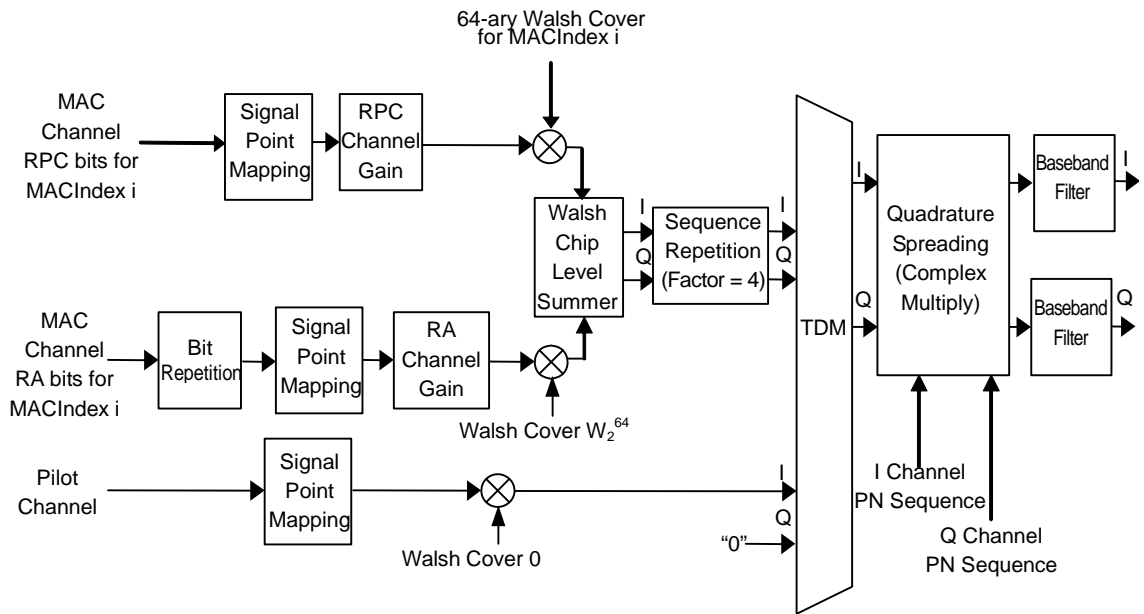 64-ary Walsh Cover
for MACIndex i
MAC
Channel
RPC bits for
MACIndex i
Signal
Point
Mapping
RPC
Channel
Gain
Walsh
Chip
Level
Summer
I
Q
Sequence
Repetition
(Factor = 4)
I
Q
MAC
Channel
RA bits for
MACIndex i
Bit
Repetition
Signal
Point
Mapping
RA
Channel
Gain
Walsh Cover W₂⁶⁴
Pilot
Channel
Signal
Point
Mapping
Walsh Cover 0
I
Q
“0”
TDM
I
Q
Quadrature
Spreading
(Complex
Multiply)
I Channel
PN Sequence
Q Channel
PN Sequence
Baseband
Filter
I
Baseband
Filter
Q